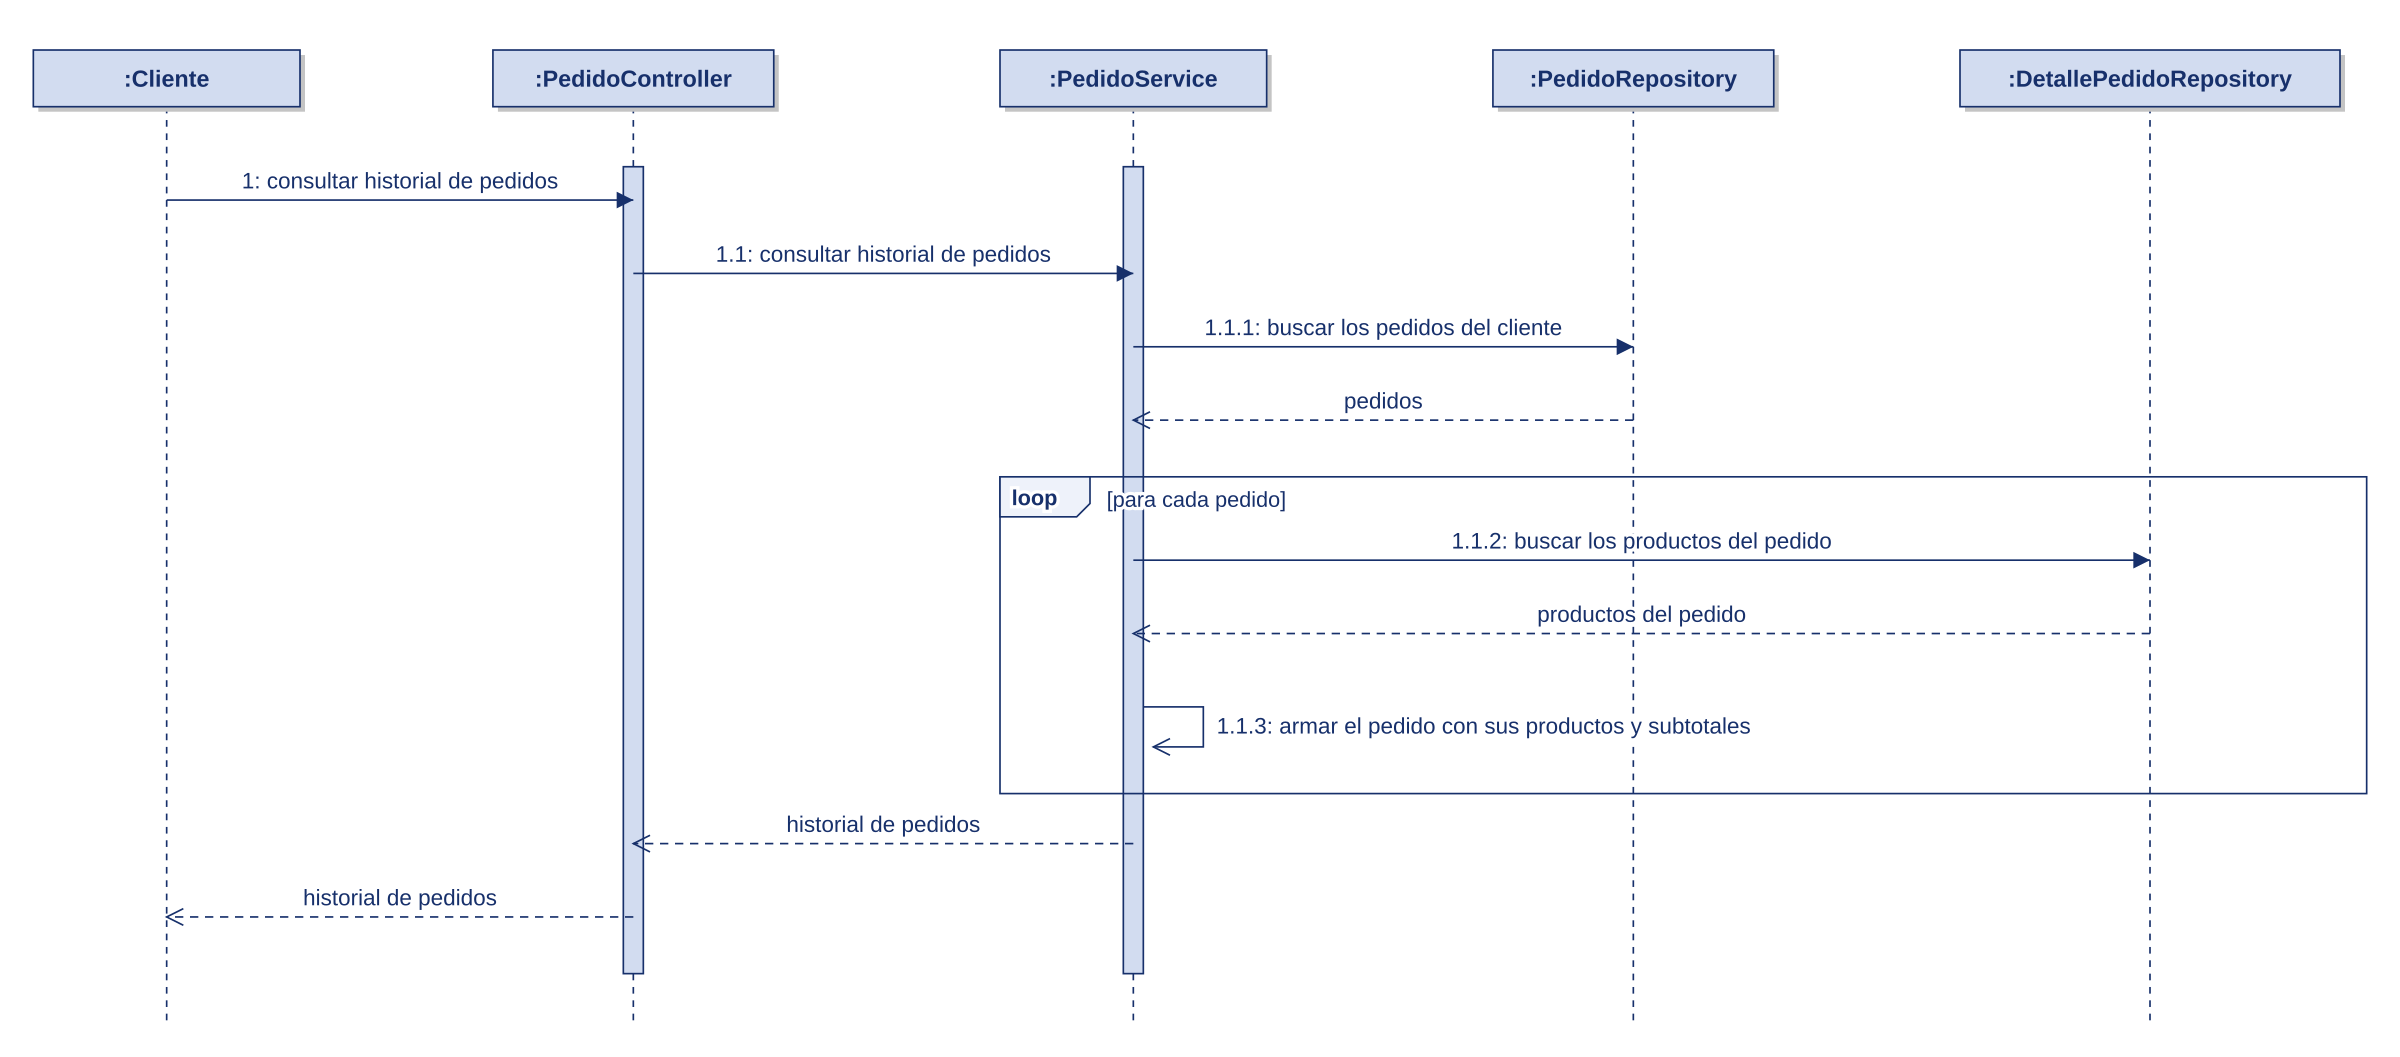 :Cliente
:PedidoController
:PedidoService
:PedidoRepository
:DetallePedidoRepository
1: consultar historial de pedidos
1.1: consultar historial de pedidos
1.1.1: buscar los pedidos del cliente
pedidos
loop
[para cada pedido]
1.1.2: buscar los productos del pedido
productos del pedido
1.1.3: armar el pedido con sus productos y subtotales
historial de pedidos
historial de pedidos